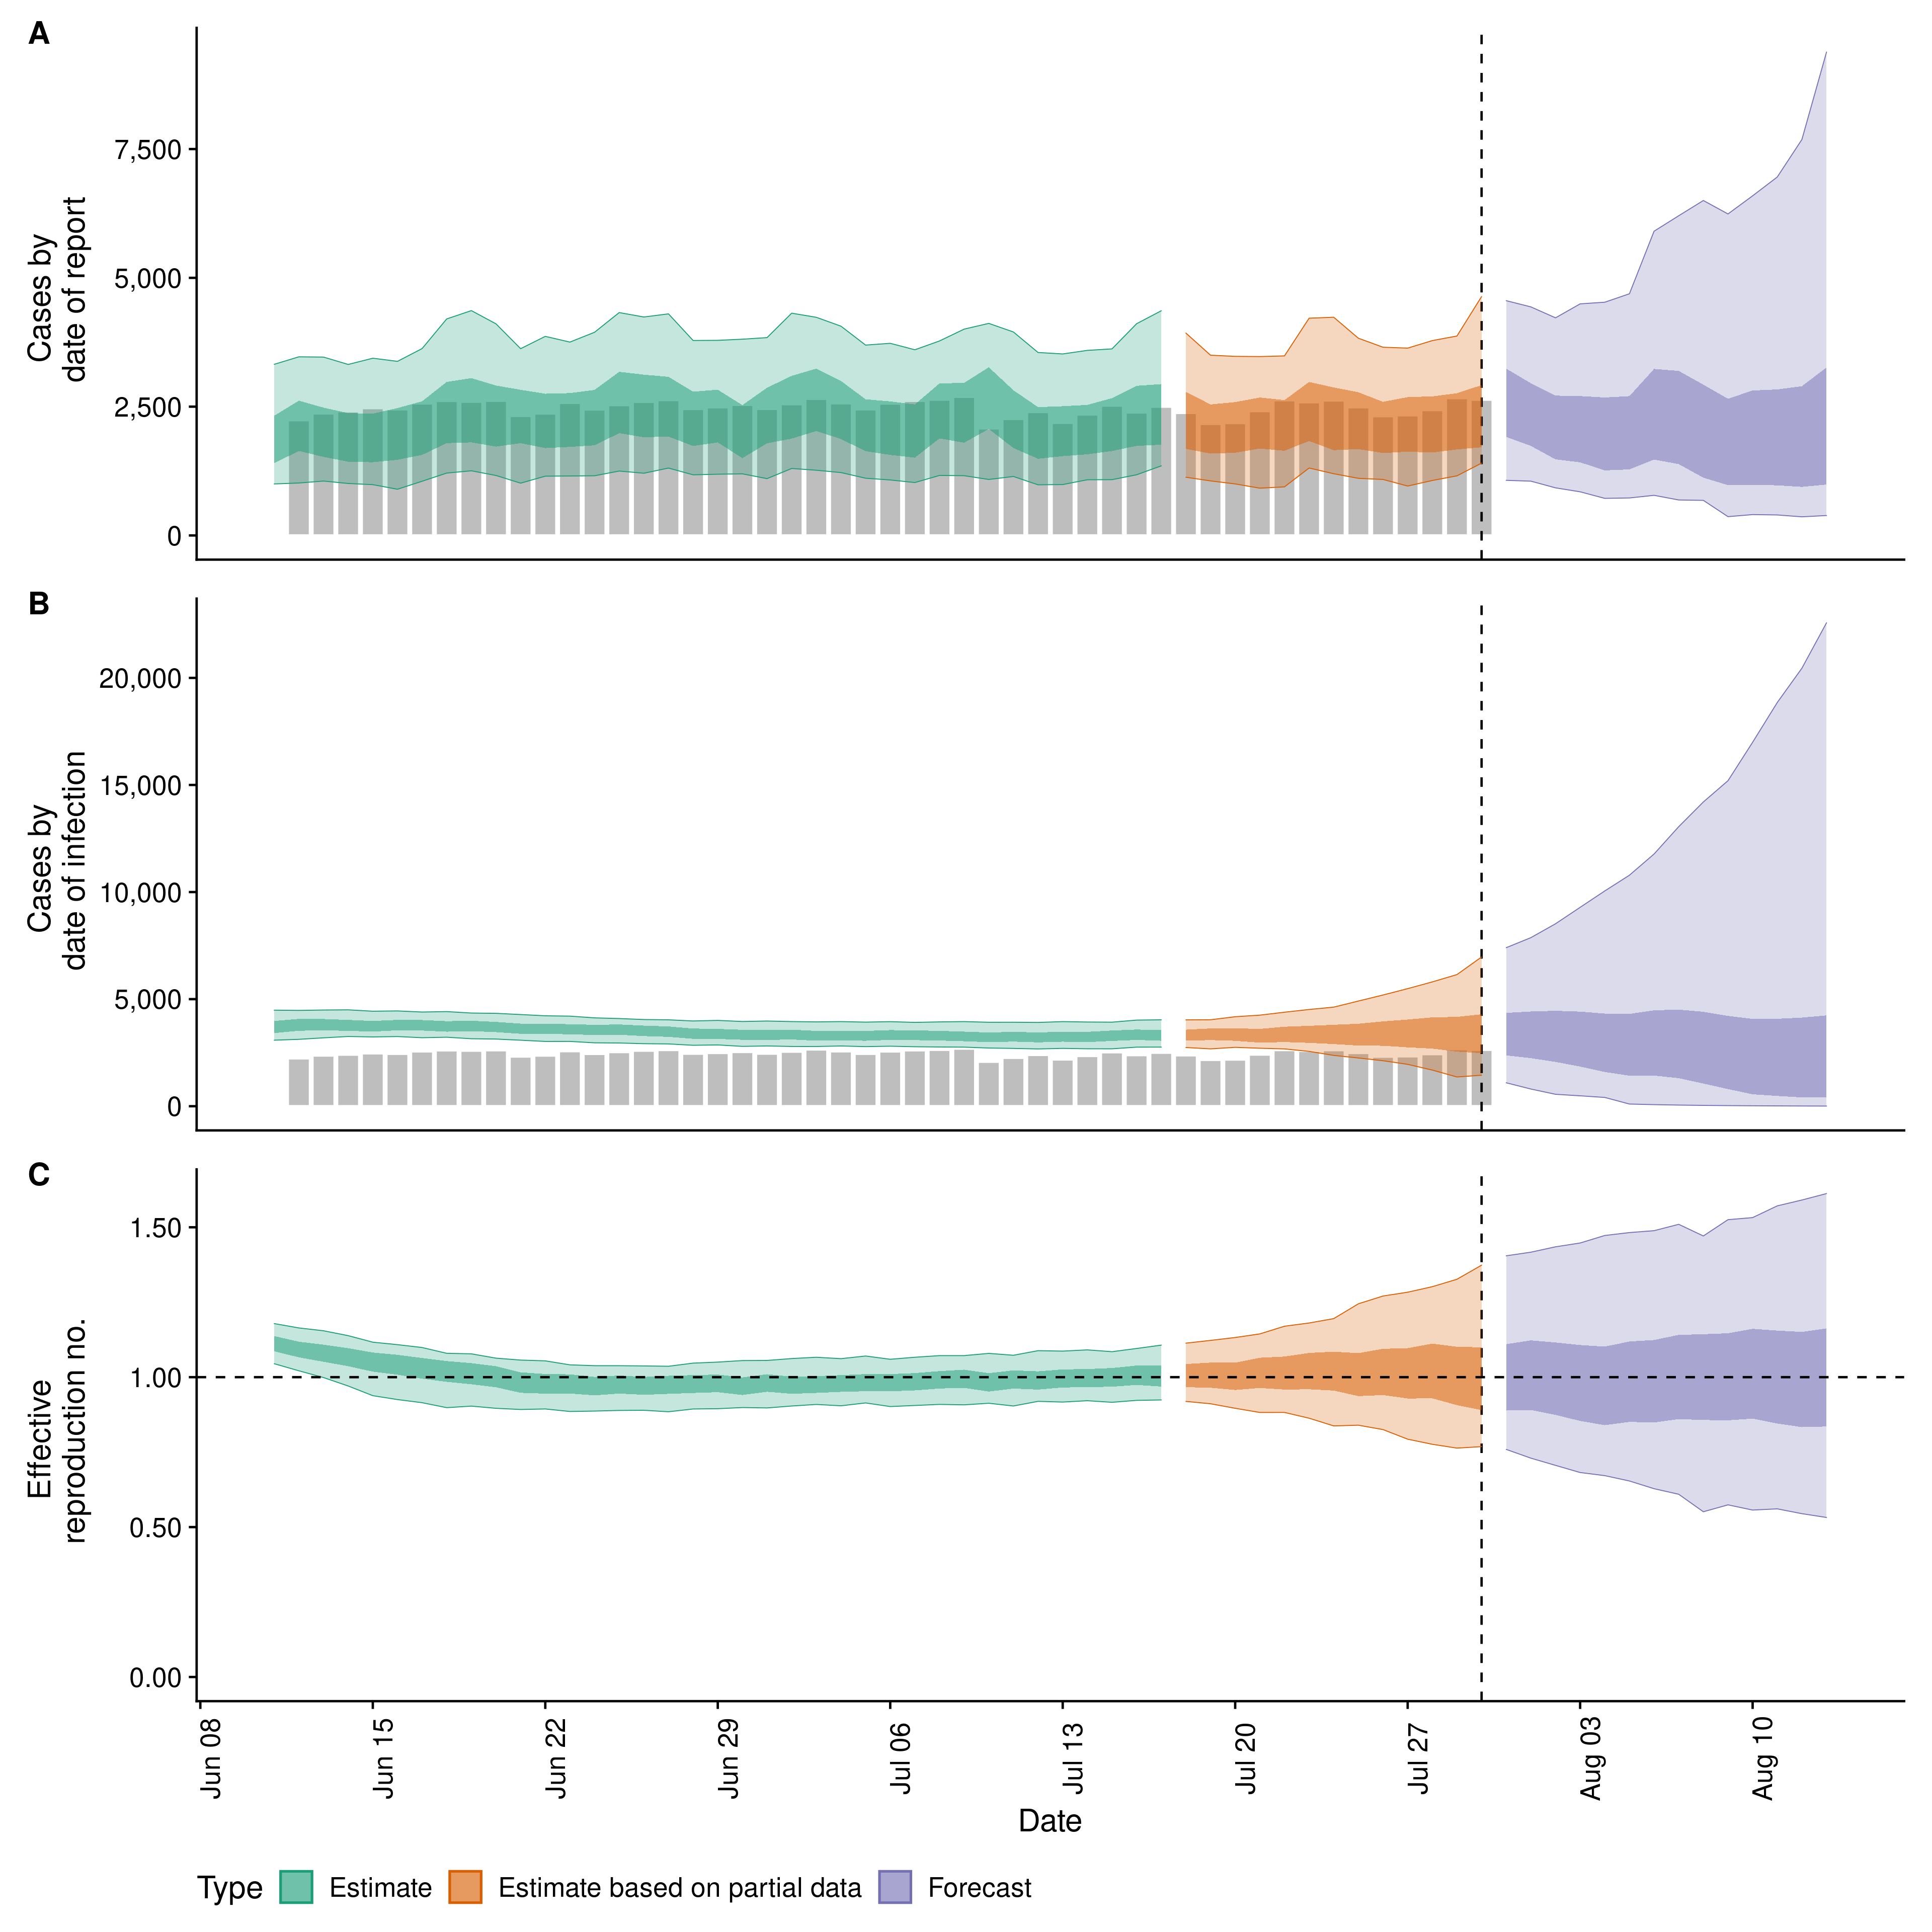 A
Cases by
date of report
7,500
5,000
2,500
0
B
Cases by
date of infection
20,000
15,000
10,000
5,000
0
C
Effective
reproduction no.
1.50
1.00
0.50
0.00
Jun 08
Jun 15
Jun 22
Jun 29
Jul 06
Jul 13
Jul 20
Jul 27
Aug 03
Aug 10
Date
Type Estimate Estimate based on partial data Forecast